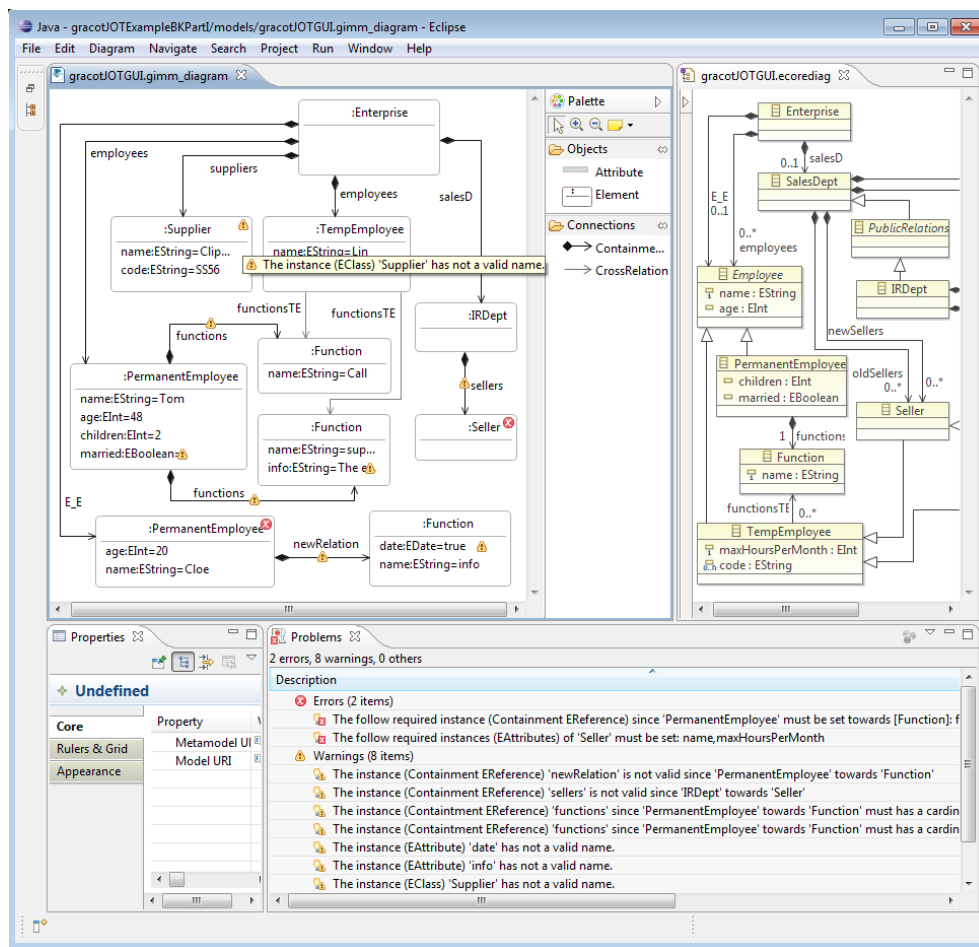 Java - gracotJOTExampleBKPartI/models/gracotJOTGUI.gimm_diagram - Eclipse
File Edit Diagram Navigate Search Project Run Window Help
gracotJOTGUI.gimm_diagram
:Enterprise
employees
suppliers
employees
salesD
:Supplier
name:EString=Clip...
code:EString=SS56
:TempEmployee
name:EString=Lin
The instance (EClass) 'Supplier' has not a valid name.
functionsTE
functionsTE
:IRDept
functions
:Function
name:EString=Call
sellers
:PermanentEmployee
name:EString=Tom
age:EInt=48
children:EInt=2
married:EBoolean=
:Function
name:EString=sup...
info:EString=The e
:Seller
functions
E_E
:PermanentEmployee
age:EInt=20
name:EString=Cloe
newRelation
:Function
date:EDate=true
name:EString=info
Palette
Objects
Attribute
Element
Connections
Containme...
CrossRelation
gracotJOTGUI.ecorediag
Enterprise
0..1 salesD
SalesDept
E_E
0..1
0..*
employees
PublicRelations
Employee
name : EString
age : EInt
IRDept
newSellers
PermanentEmployee
children : EInt
married : EBoolean
oldSellers
0..* 0..*
Seller
1 functions
Function
name : EString
functionsTE 0..*
TempEmployee
maxHoursPerMonth : EInt
code : EString
Properties
Undefined
Core
Rulers & Grid
Appearance
Property
Metamodel UI
Model URI
Problems
2 errors, 8 warnings, 0 others
Description
Errors (2 items)
The follow required instance (Containment EReference) since 'PermanentEmployee' must be set towards [Function]: f
The follow required instances (EAttributes) of 'Seller' must be set: name,maxHoursPerMonth
Warnings (8 items)
The instance (Containment EReference) 'newRelation' is not valid since 'PermanentEmployee' towards 'Function'
The instance (Containment EReference) 'sellers' is not valid since 'IRDept' towards 'Seller'
The instance (Containtment EReference) 'functions' since 'PermanentEmployee' towards 'Function' must has a cardin
The instance (Containtment EReference) 'functions' since 'PermanentEmployee' towards 'Function' must has a cardin
The instance (EAttribute) 'date' has not a valid name.
The instance (EAttribute) 'info' has not a valid name.
The instance (EClass) 'Supplier' has not a valid name.